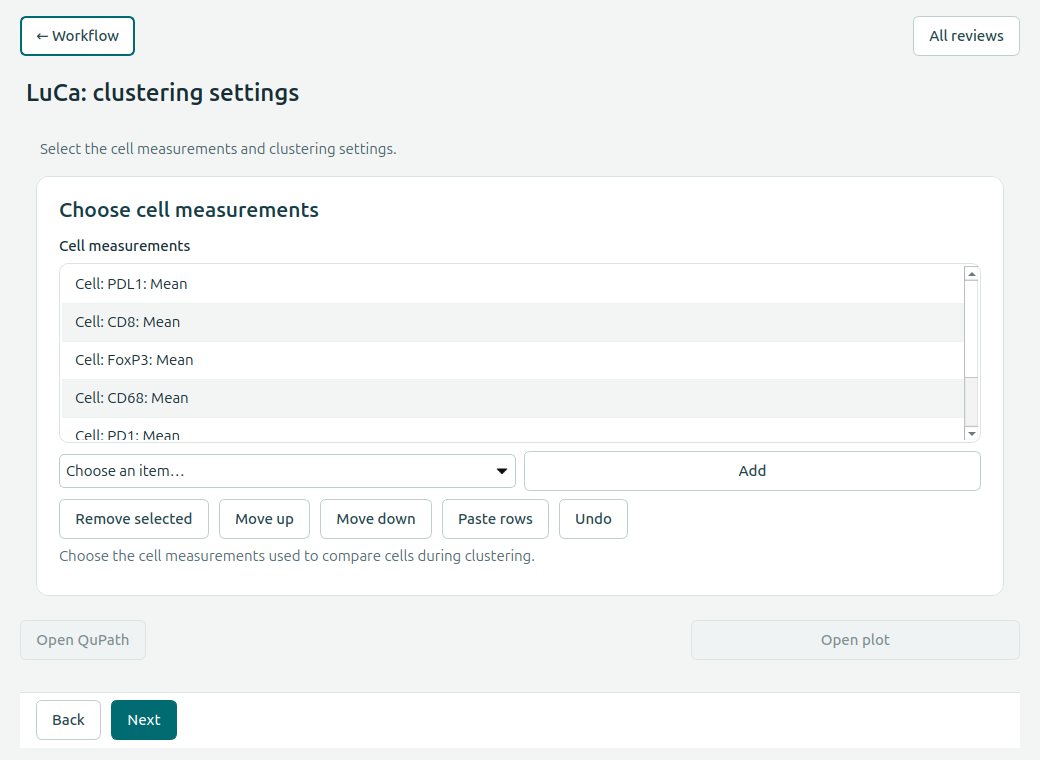 ← Workflow
All reviews
LuCa: clustering settings
Select the cell measurements and clustering settings.
Choose cell measurements
Cell measurements
Cell: PDL1: Mean
Cell: CD8: Mean
Cell: FoxP3: Mean
Cell: CD68: Mean
Cell: PD1: Mean
Choose an item…
Add
Remove selected
Move up
Move down
Paste rows
Undo
Choose the cell measurements used to compare cells during clustering.
Open QuPath
Open plot
Back
Next